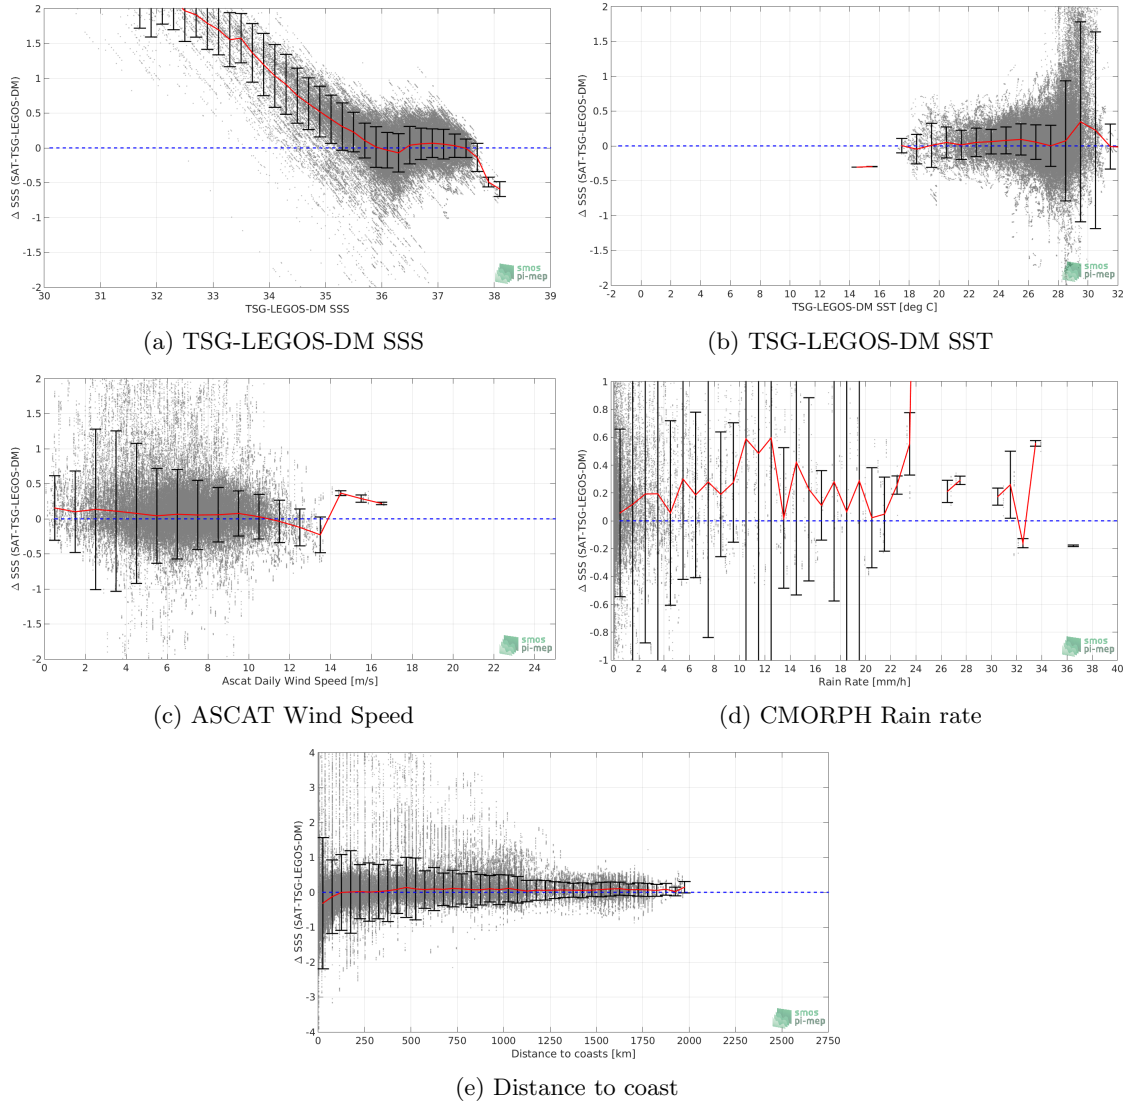 2
1.5
1
0.5
0
-0.5
-1
-1.5
-2
Δ SSS (SAT-TSG-LEGOS-DM)
30 31 32 33 34 35 36 37 38 39
TSG-LEGOS-DM SSS
smos
pi-mep
(a) TSG-LEGOS-DM SSS
2
1.5
1
0.5
0
-0.5
-1
-1.5
-2
Δ SSS (SAT-TSG-LEGOS-DM)
-2 0 2 4 6 8 10 12 14 16 18 20 22 24 26 28 30 32
TSG-LEGOS-DM SST [deg C]
smos
pi-mep
(b) TSG-LEGOS-DM SST
2
1.5
1
0.5
0
-0.5
-1
-1.5
-2
Δ SSS (SAT-TSG-LEGOS-DM)
0 2 4 6 8 10 12 14 16 18 20 22 24
Ascat Daily Wind Speed [m/s]
smos
pi-mep
(c) ASCAT Wind Speed
1
0.8
0.6
0.4
0.2
0
-0.2
-0.4
-0.6
-0.8
-1
Δ SSS (SAT-TSG-LEGOS-DM)
0 2 4 6 8 10 12 14 16 18 20 22 24 26 28 30 32 34 36 38 40
Rain Rate [mm/h]
smos
pi-mep
(d) CMORPH Rain rate
4
3
2
1
0
-1
-2
-3
-4
Δ SSS (SAT-TSG-LEGOS-DM)
0 250 500 750 1000 1250 1500 1750 2000 2250 2500 2750
Distance to coasts [km]
smos
pi-mep
(e) Distance to coast